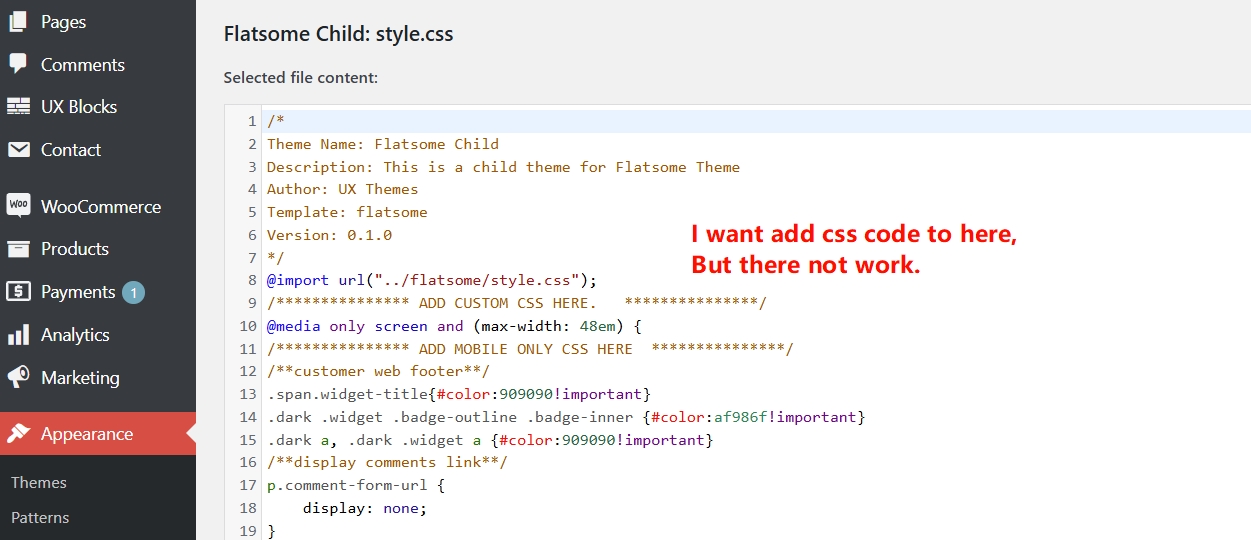 Pages
Comments
UX Blocks
Contact
Woo WooCommerce
Products
Payments 1
Analytics
Marketing
Appearance
Themes
Patterns
Flatsome Child: style.css
Selected file content:
1 /*
2 Theme Name: Flatsome Child
3 Description: This is a child theme for Flatsome Theme
4 Author: UX Themes
5 Template: flatsome
6 Version: 0.1.0
7 */
8 @import url("../flatsome/style.css");
9 /*************** ADD CUSTOM CSS HERE.   ***************/
10 @media only screen and (max-width: 48em) {
11 /*************** ADD MOBILE ONLY CSS HERE  ***************/
12 /**customer web footer**/
13 .span.widget-title{#color:909090!important}
14 .dark .widget .badge-outline .badge-inner {#color:af986f!important}
15 .dark a, .dark .widget a {#color:909090!important}
16 /**display comments link**/
17 p.comment-form-url {
18     display: none;
19 }
I want add css code to here,
But there not work.